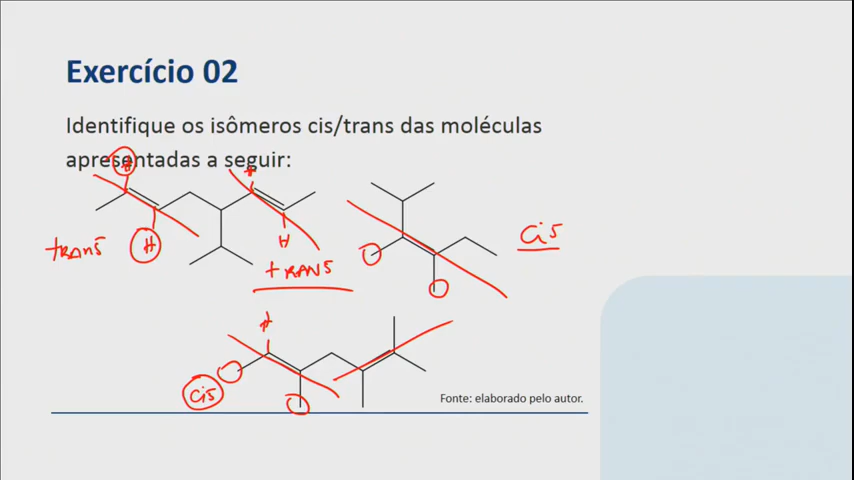 Exercício 02
Identifique os isômeros cis/trans das moléculas
apresentadas a seguir:
H
H
trans
H
H
trans
cis
H
cis
Fonte: elaborado pelo autor.